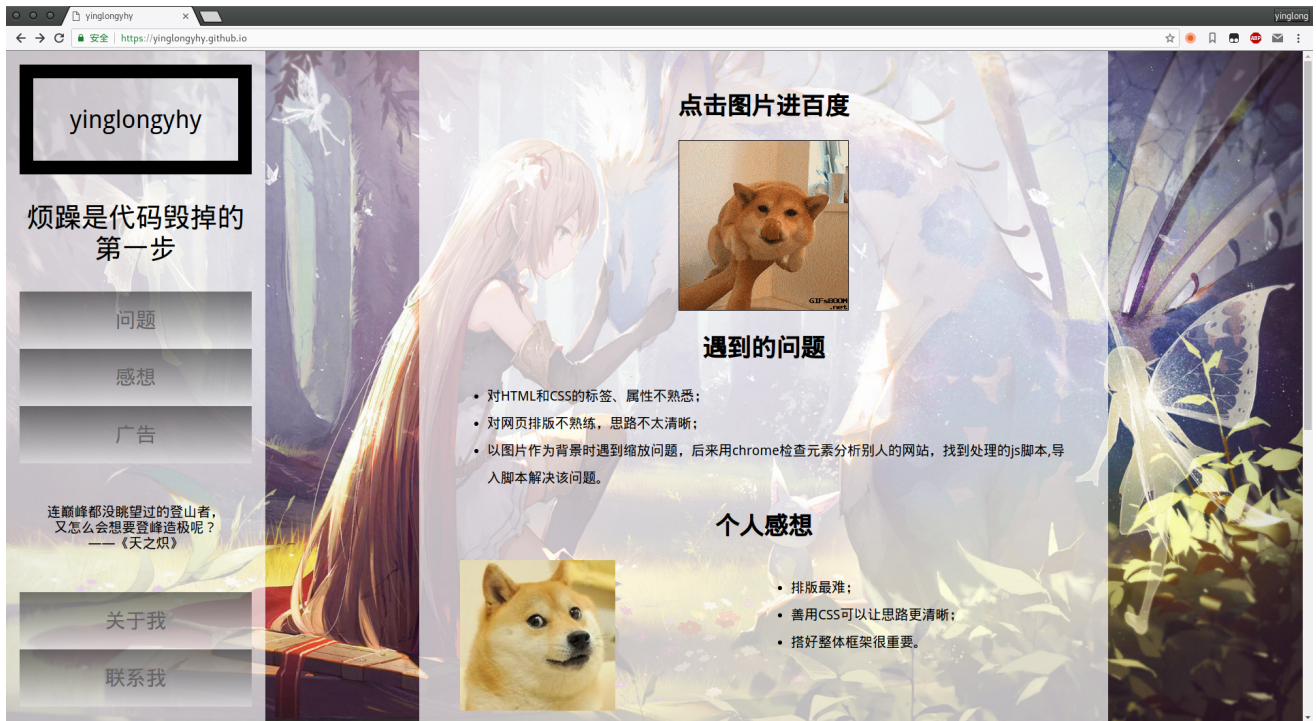 yinglongyhy
yinglong
安全
https://yinglongyhy.github.io
ABP
yinglongyhy
烦躁是代码毁掉的
第一步
问题
感想
广告
连巅峰都没眺望过的登山者，
又怎么会想要登峰造极呢？
——《天之炽》
关于我
联系我
点击图片进百度
GIFsBOOM
.net
遇到的问题
• 对HTML和CSS的标签、属性不熟悉；
• 对网页排版不熟练，思路不太清晰；
• 以图片作为背景时遇到缩放问题，后来用chrome检查元素分析别人的网站，找到处理的js脚本,导
入脚本解决该问题。
个人感想
• 排版最难；
• 善用CSS可以让思路更清晰；
• 搭好整体框架很重要。